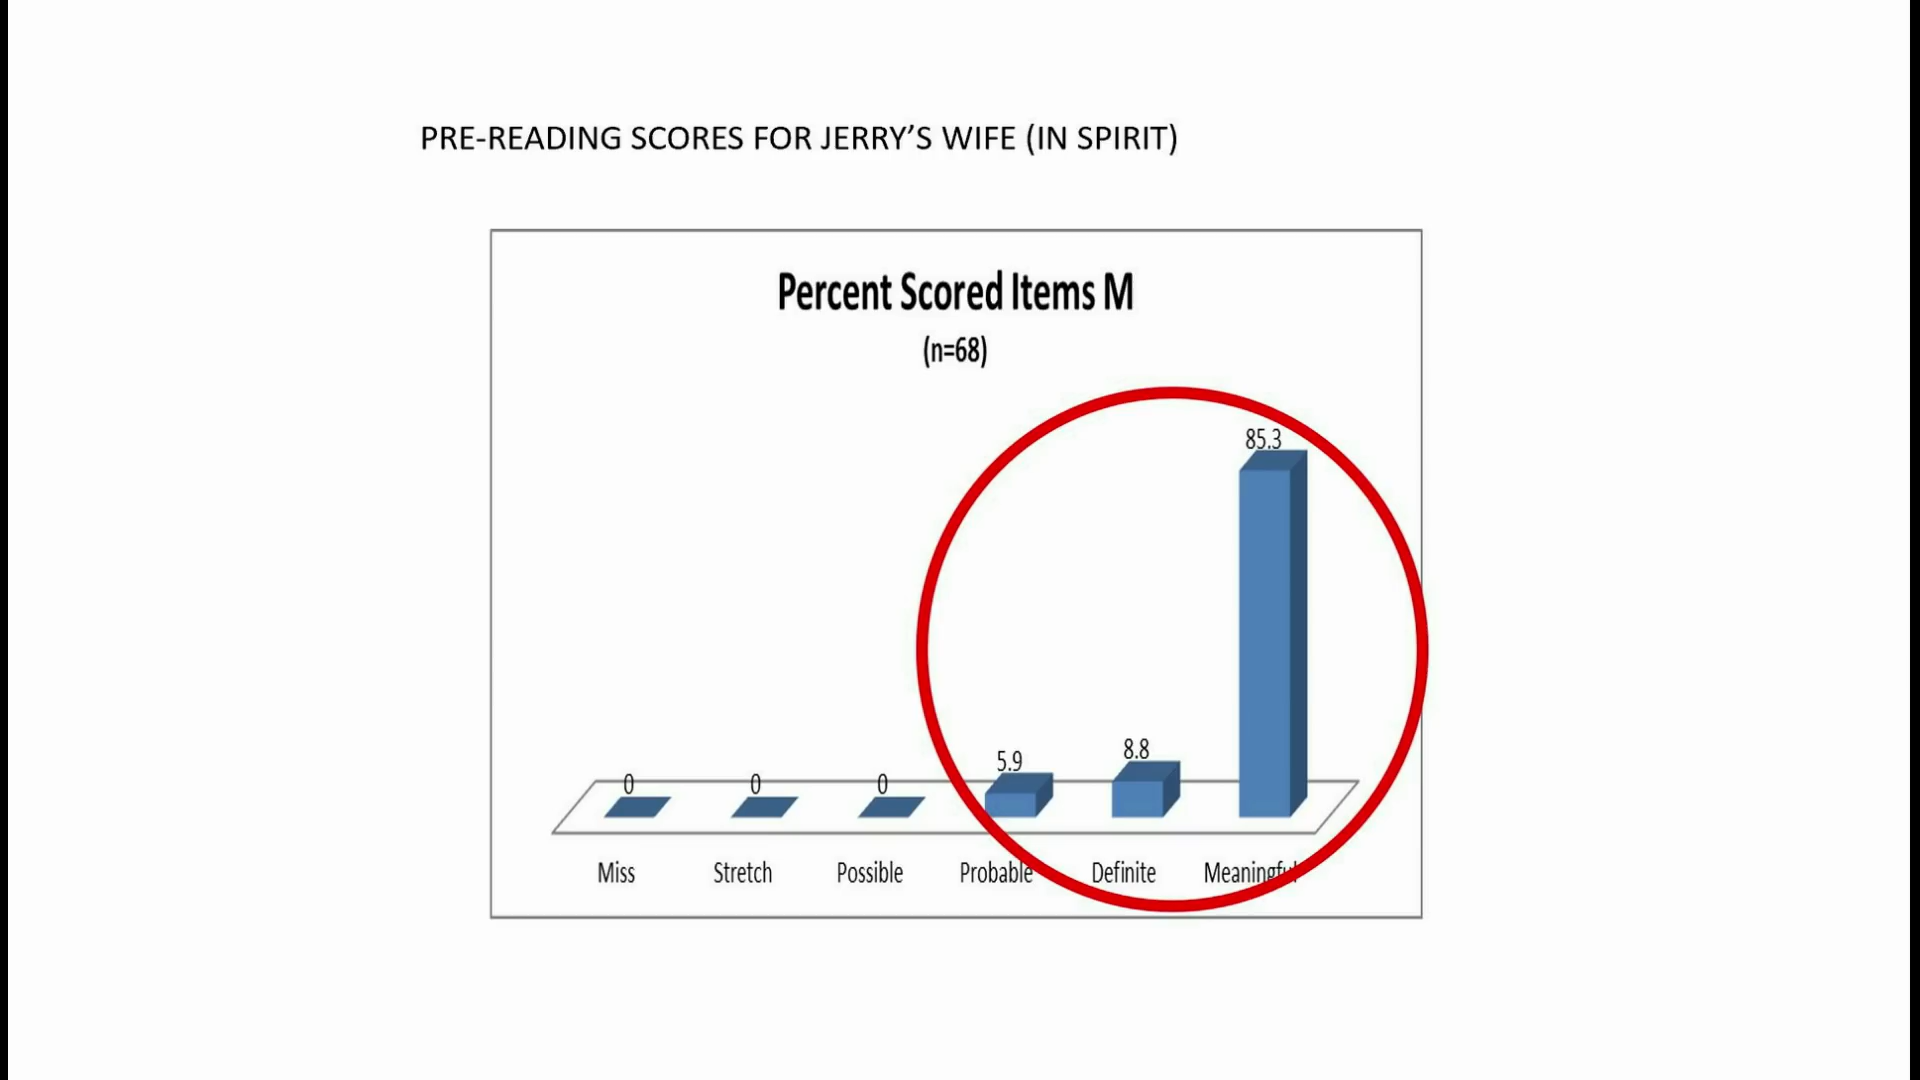 PRE-READING SCORES FOR JERRY’S WIFE (IN SPIRIT)
Percent Scored Items M
(n=68)
85.3
8.8
5.9
0 0 0
Miss Stretch Possible Probable Definite Meaningful